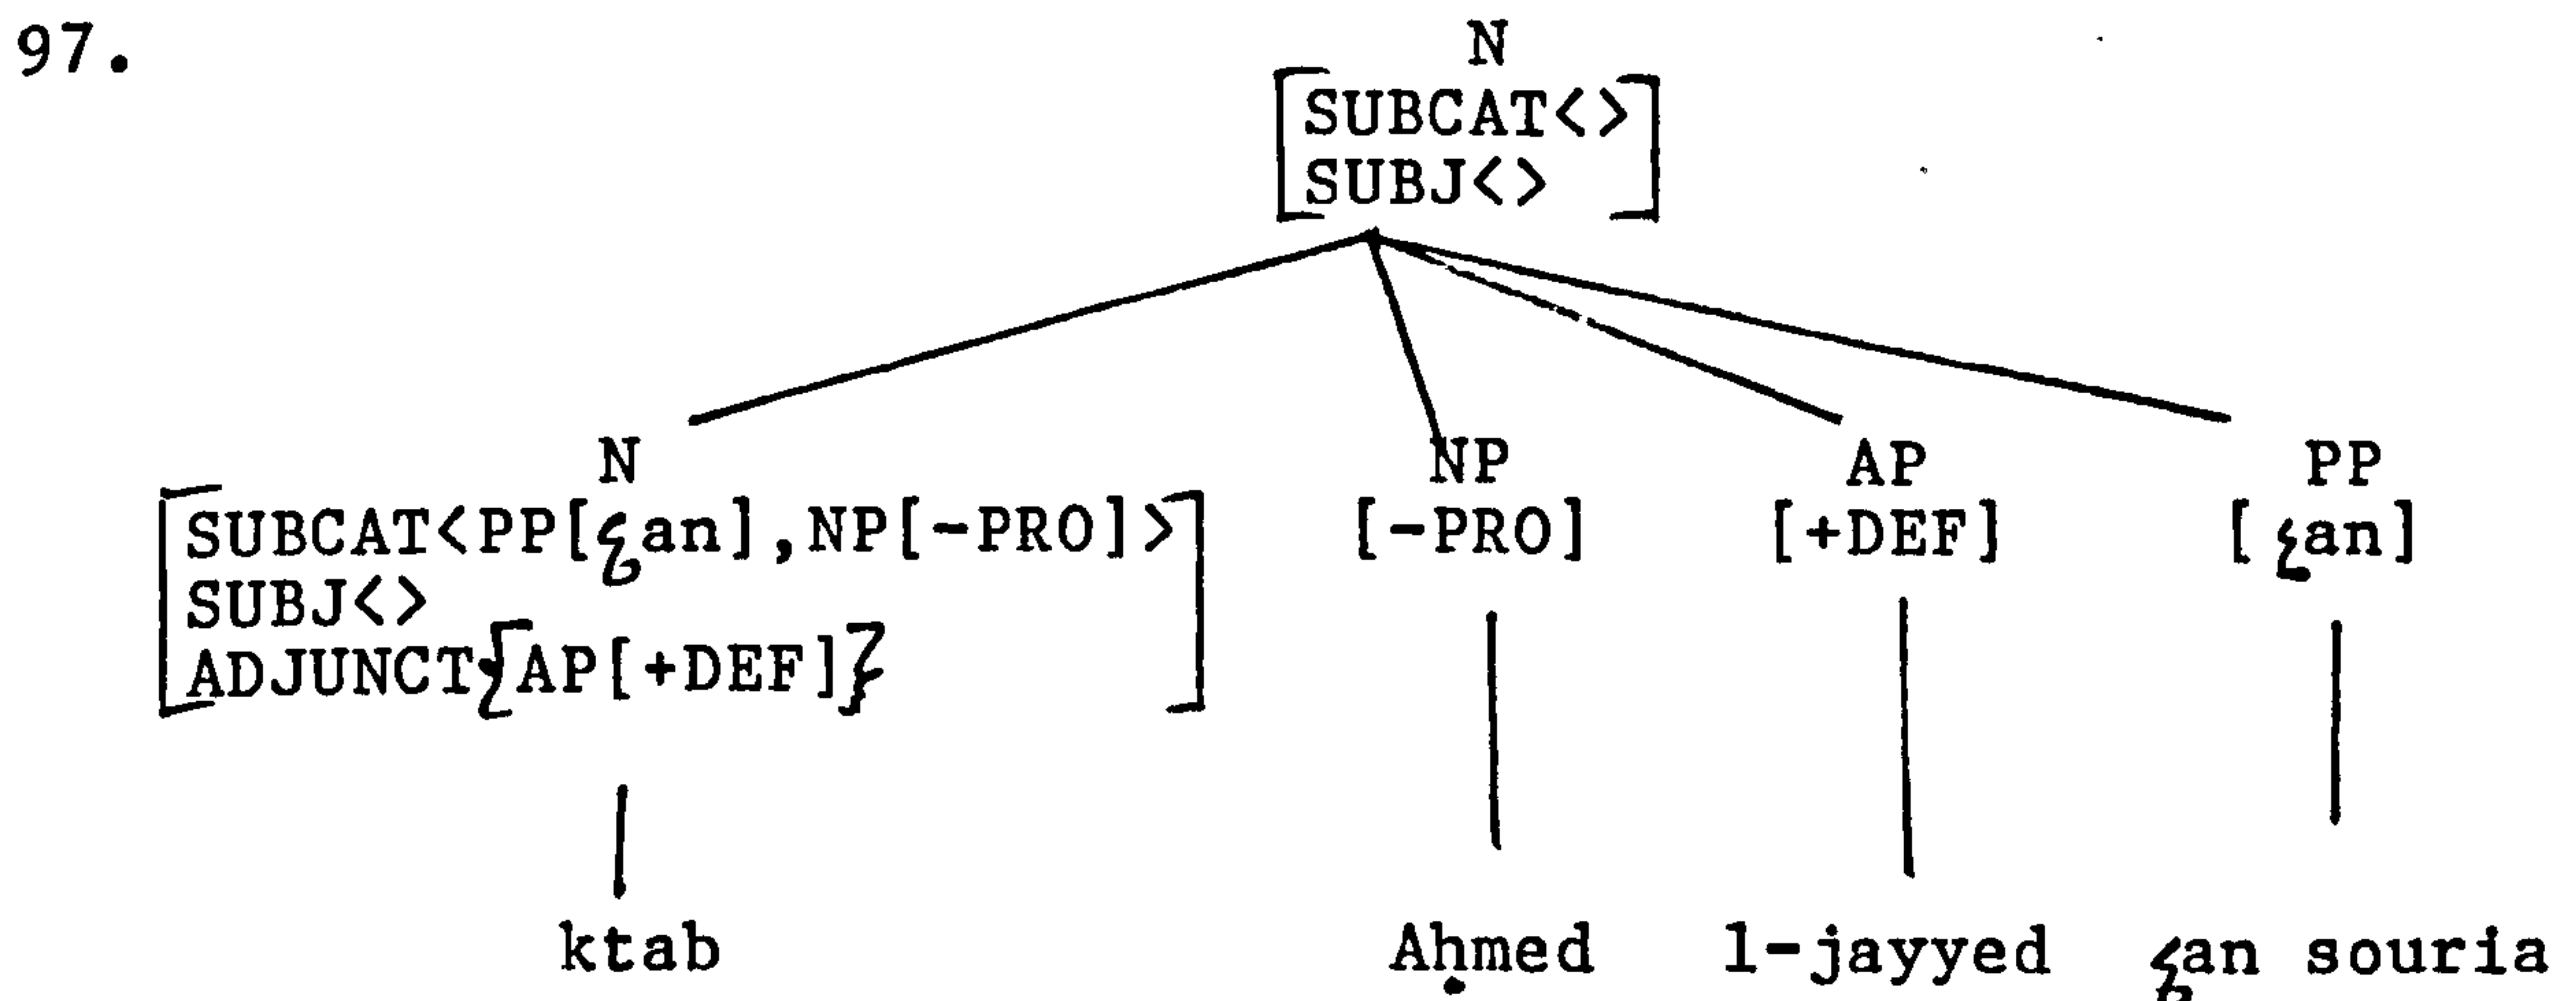 97.
N
[SUBCAT<>
SUBJ<>]
N NP AP PP
[SUBCAT<PP[ʕan],NP[-PRO]> [-PRO] [+DEF] [ʕan]
SUBJ<>
ADJUNCT{AP[+DEF]}]
ktab Aḥmed l-jayyed ʕan souria